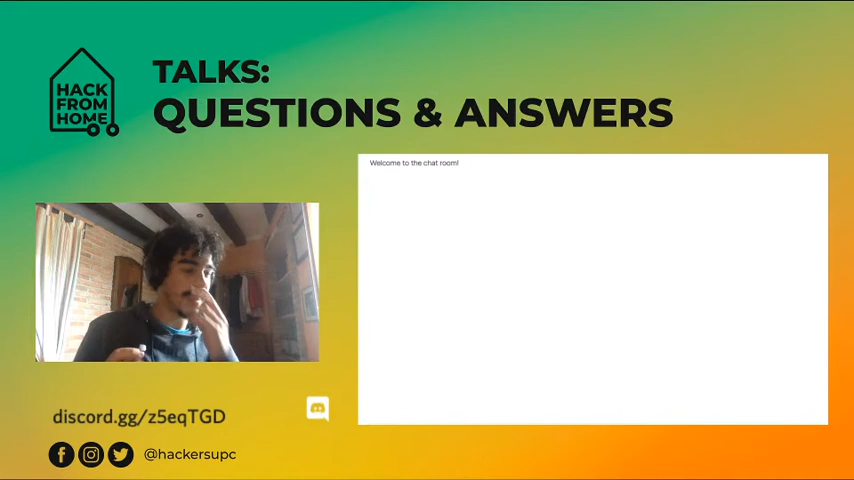 HACK
FROM
HOME
TALKS:
QUESTIONS & ANSWERS
Welcome to the chat room!
discord.gg/z5eqTGD
@hackersupc